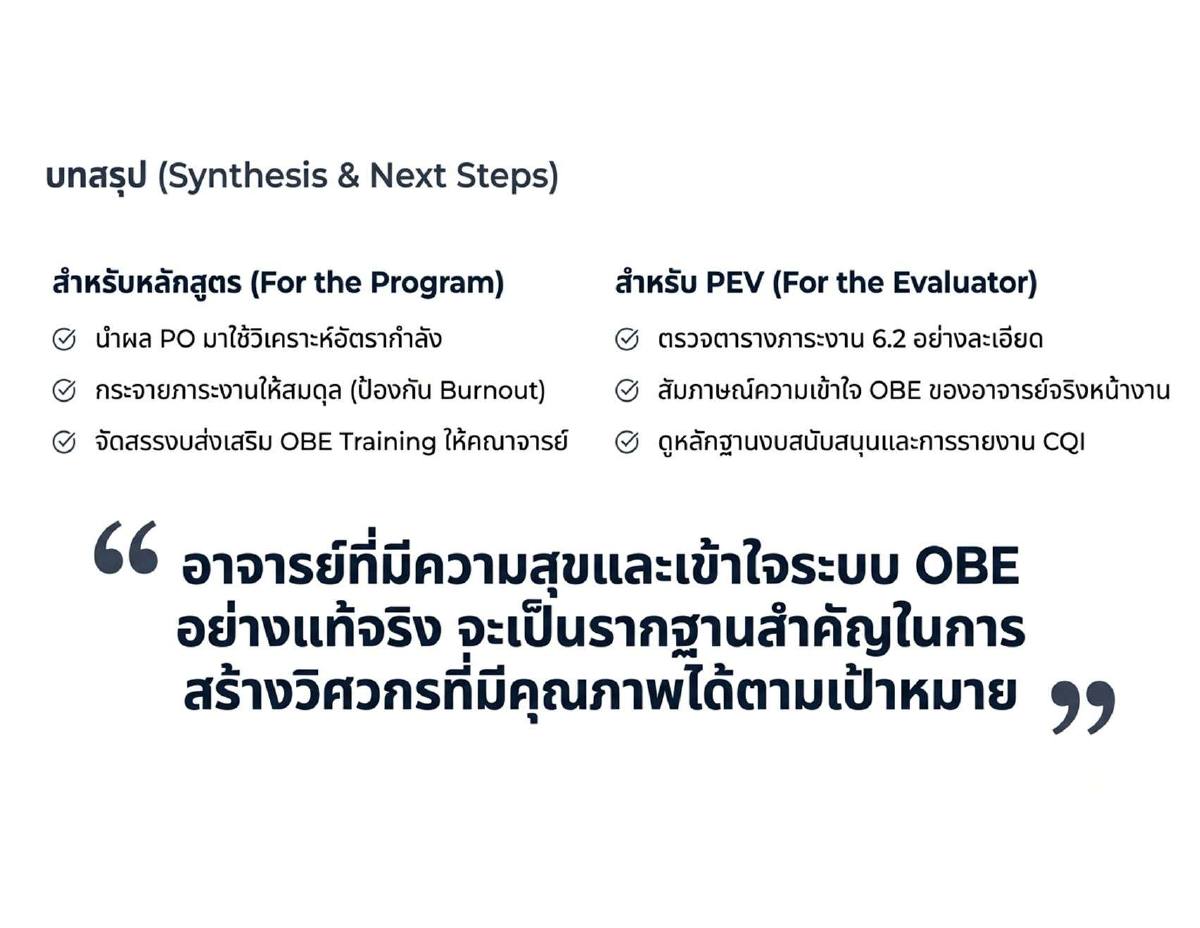 บทสรุป (Synthesis & Next Steps)
สำหรับหลักสูตร (For the Program)
นำผล PO มาใช้วิเคราะห์อัตรากำลัง
กระจายภาระงานให้สมดุล (ป้องกัน Burnout)
จัดสรรงบส่งเสริม OBE Training ให้คณาจารย์
สำหรับ PEV (For the Evaluator)
ตรวจตารางภาระงาน 6.2 อย่างละเอียด
สัมภาษณ์ความเข้าใจ OBE ของอาจารย์จริงหน้างาน
ดูหลักฐานงบสนับสนุนและการรายงาน CQI
“ อาจารย์ที่มีความสุขและเข้าใจระบบ OBE
อย่างแท้จริง จะเป็นรากฐานสำคัญในการ
สร้างวิศวกรที่มีคุณภาพได้ตามเป้าหมาย ”